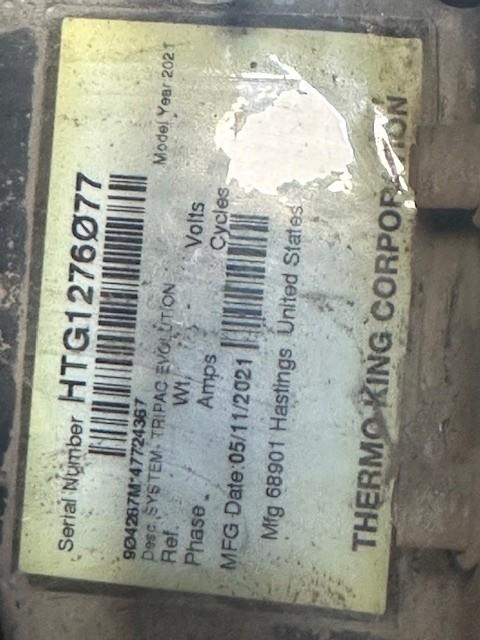 Serial Number HTG1276Ø77
9Ø4267M*47724367
Desc. SYSTEM, TRIPAC EVOLUTION Model Year 2021
Ref. Wt. Volts
Phase Amps Cycles
MFG Date:05/11/2021
Mfg 68901 Hastings United States
THERMO KING CORPORATION